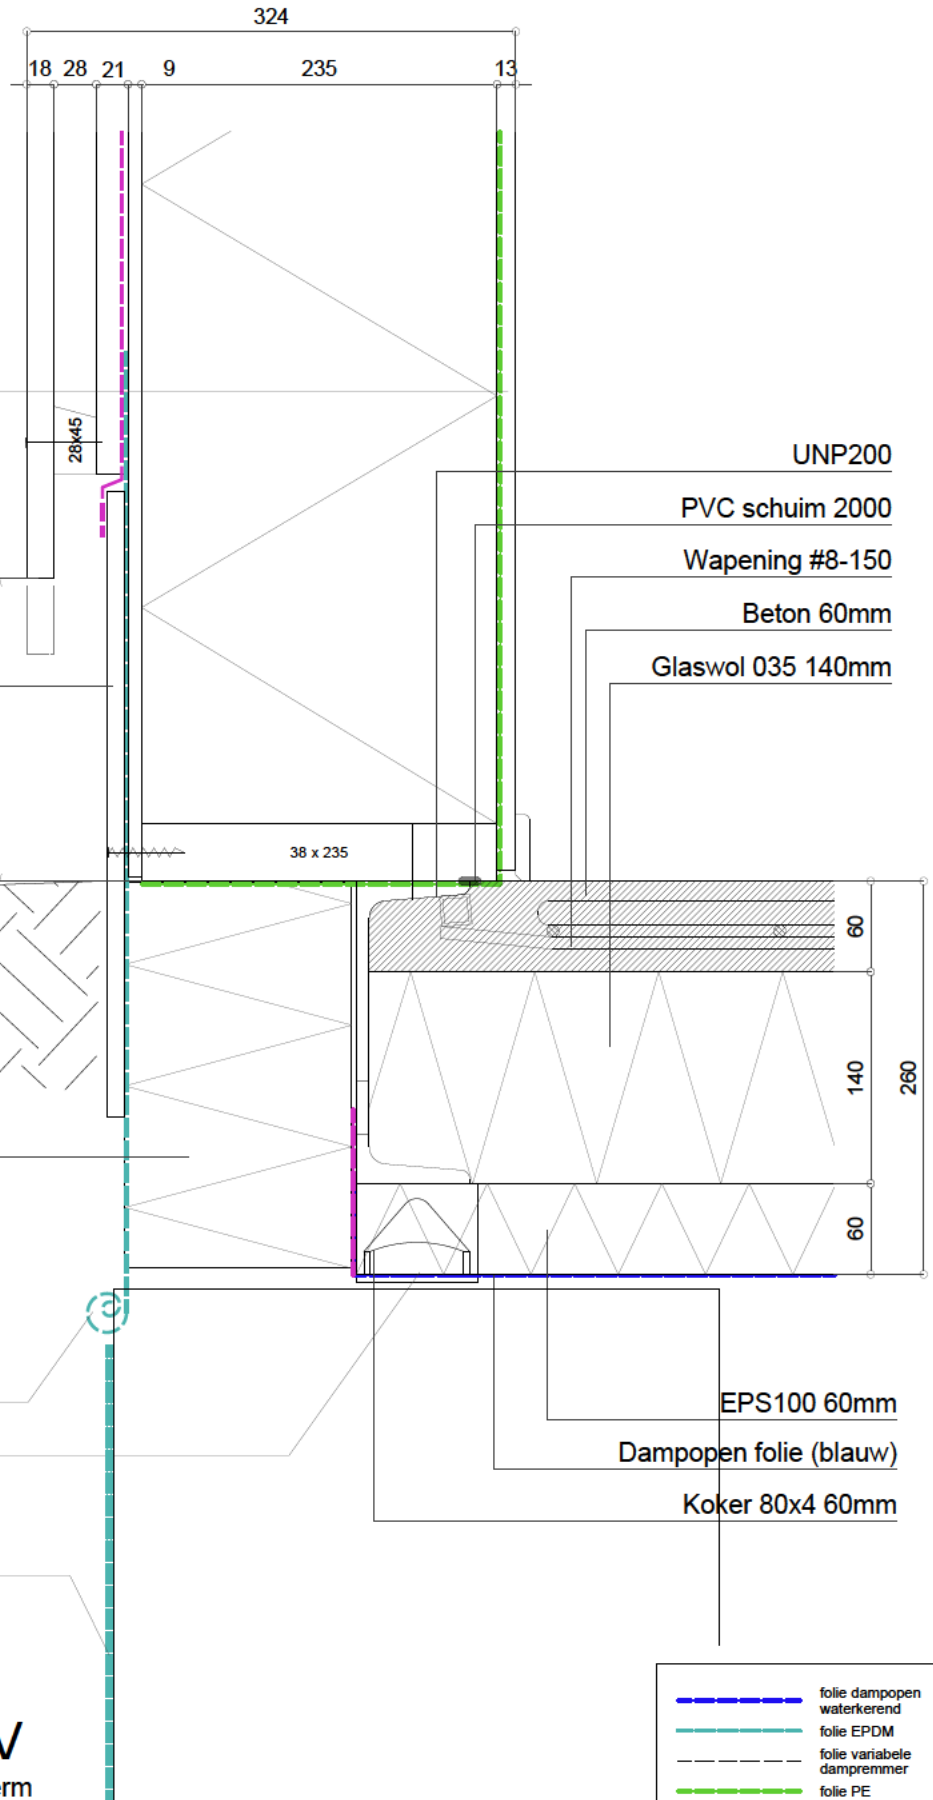 324
18 28 21 9 235 13
28x45
UNP200
PVC schuim 2000
Wapening #8-150
Beton 60mm
Glaswol 035 140mm
38 x 235
60
140
260
60
EPS100 60mm
Dampopen folie (blauw)
Koker 80x4 60mm
folie dampopen
waterkerend
folie EPDM
folie variabele
dampremmer
folie PE
V
erm